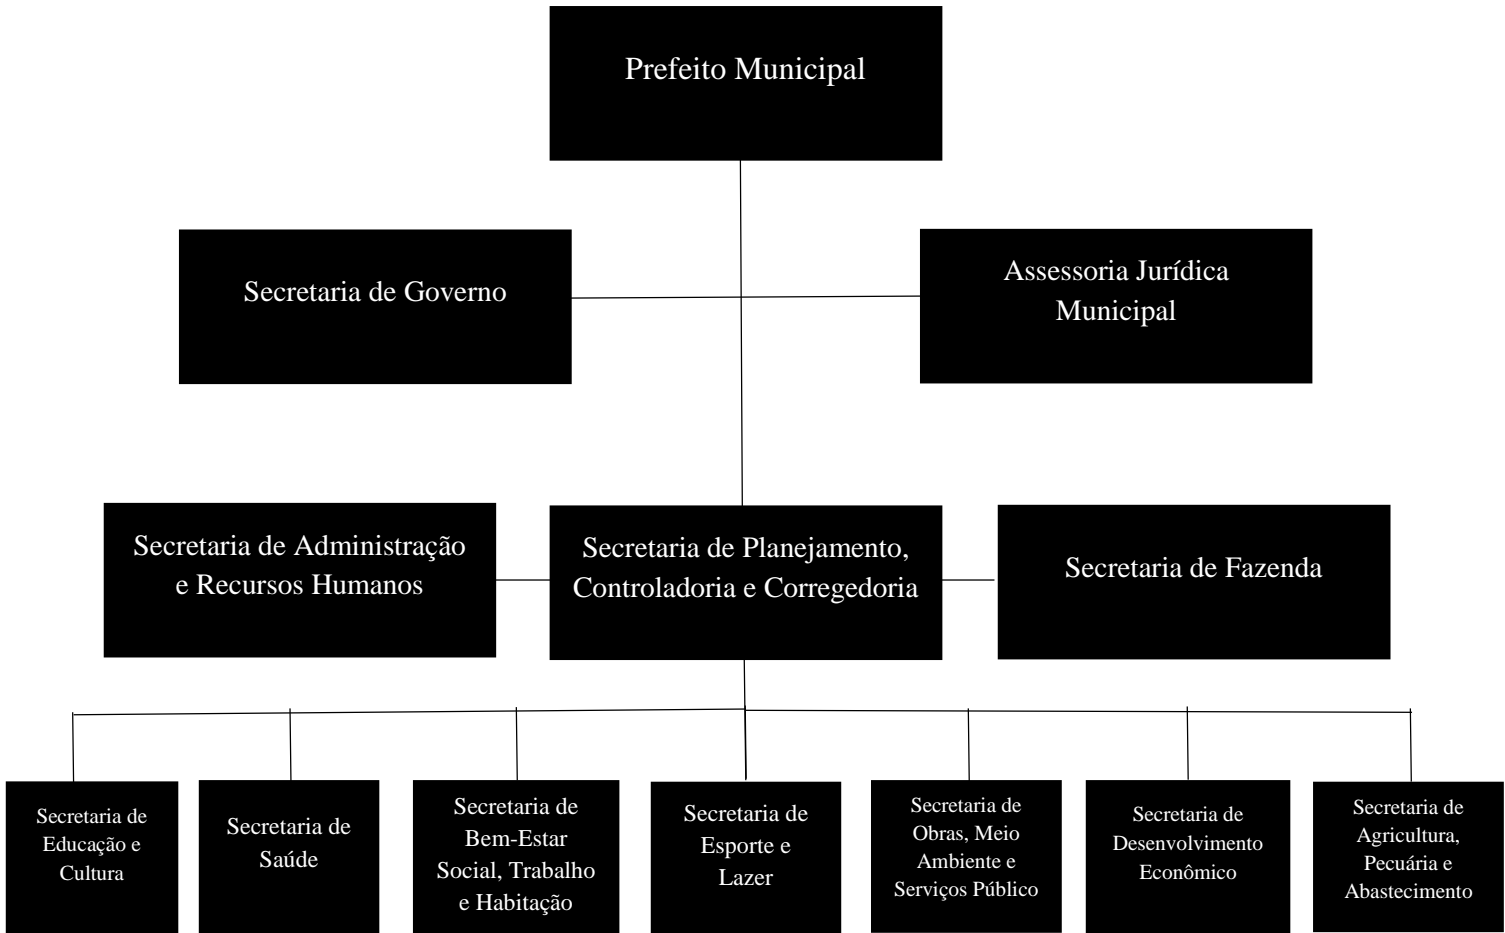 Prefeito Municipal
Secretaria de Governo
Assessoria Jurídica
Municipal
Secretaria de Administração
e Recursos Humanos
Secretaria de Planejamento,
Controladoria e Corregedoria
Secretaria de Fazenda
Secretaria de
Educação e
Cultura
Secretaria de
Saúde
Secretaria de
Bem-Estar
Social, Trabalho
e Habitação
Secretaria de
Esporte e
Lazer
Secretaria de
Obras, Meio
Ambiente e
Serviços Público
Secretaria de
Desenvolvimento
Econômico
Secretaria de
Agricultura,
Pecuária e
Abastecimento